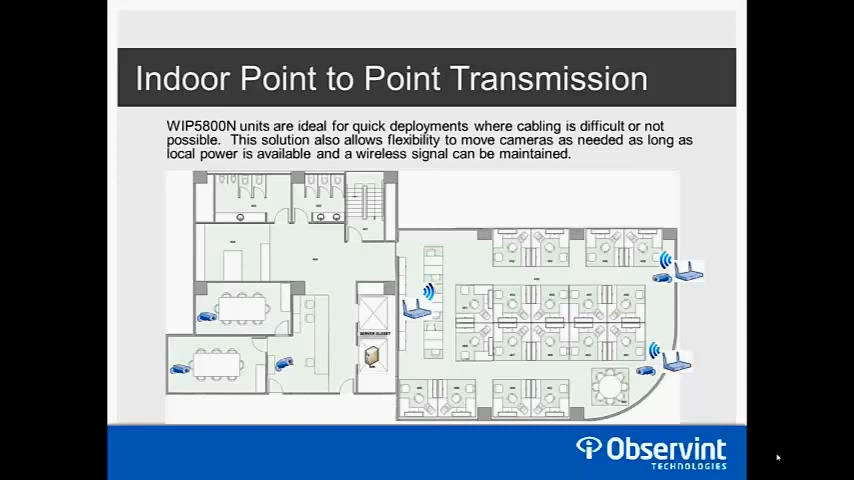 Indoor Point to Point Transmission
WIP5800N units are ideal for quick deployments where cabling is difficult or not
possible. This solution also allows flexibility to move cameras as needed as long as
local power is available and a wireless signal can be maintained.
SERVER CLOSET
Observint
TECHNOLOGIES